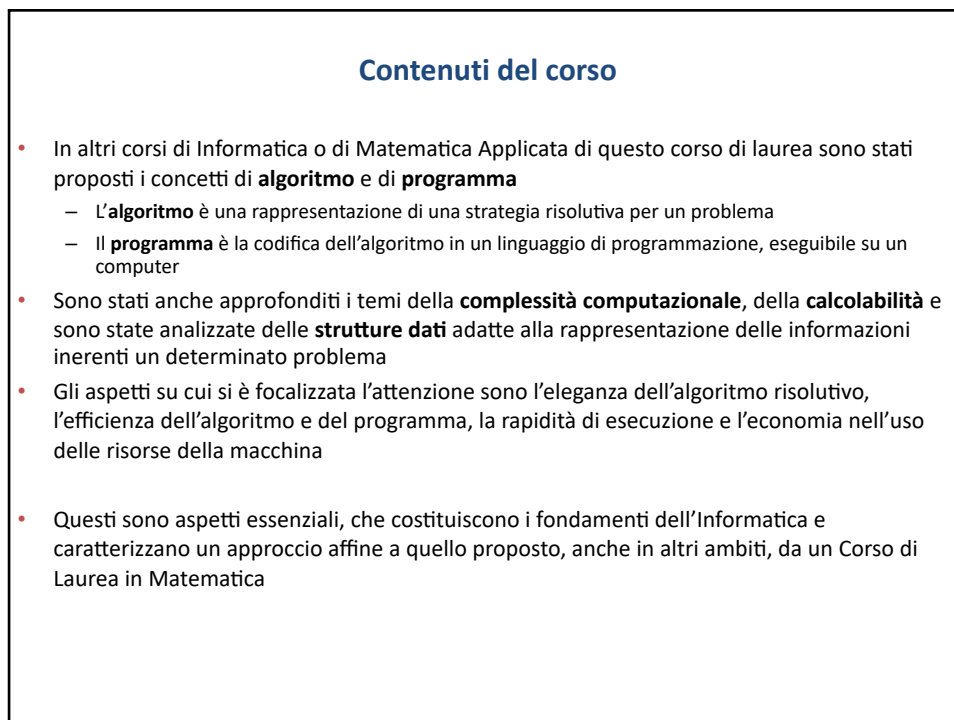 Contenuti del corso
• In altri corsi di Informatica o di Matematica Applicata di questo corso di laurea sono stati
proposti i concetti di algoritmo e di programma
– L’algoritmo è una rappresentazione di una strategia risolutiva per un problema
– Il programma è la codifica dell’algoritmo in un linguaggio di programmazione, eseguibile su un
computer
• Sono stati anche approfonditi i temi della complessità computazionale, della calcolabilità e
sono state analizzate delle strutture dati adatte alla rappresentazione delle informazioni
inerenti un determinato problema
• Gli aspetti su cui si è focalizzata l’attenzione sono l’eleganza dell’algoritmo risolutivo,
l’efficienza dell’algoritmo e del programma, la rapidità di esecuzione e l’economia nell’uso
delle risorse della macchina
• Questi sono aspetti essenziali, che costituiscono i fondamenti dell’Informatica e
caratterizzano un approccio affine a quello proposto, anche in altri ambiti, da un Corso di
Laurea in Matematica